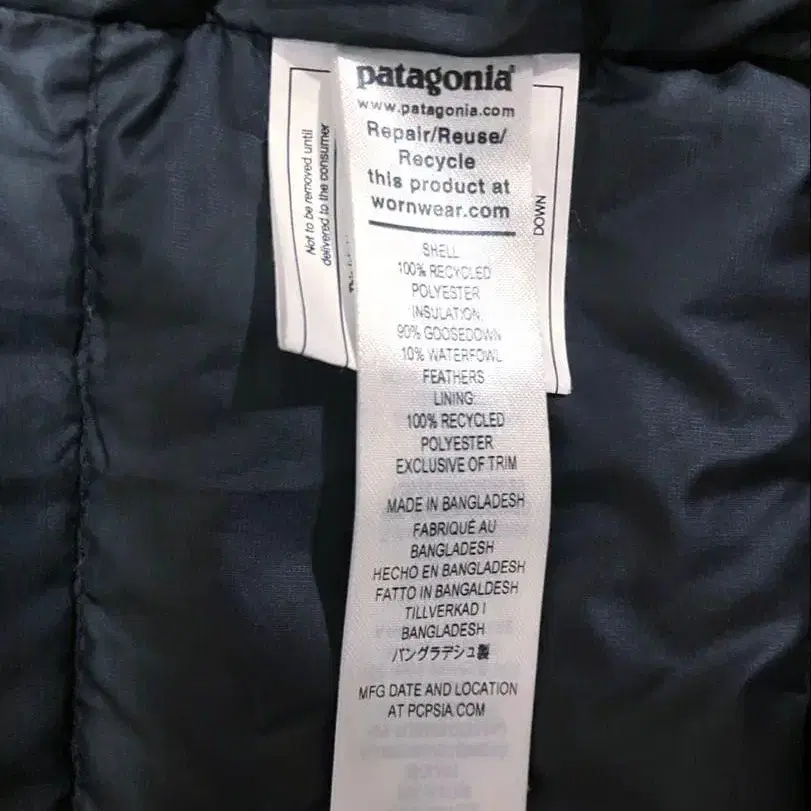 patagonia®
www.patagonia.com
Repair/Reuse/
Recycle
this product at
wornwear.com
SHELL
100% RECYCLED
POLYESTER
INSULATION:
90% GOOSEDOWN
10% WATERFOWL
FEATHERS
LINING:
100% RECYCLED
POLYESTER
EXCLUSIVE OF TRIM
MADE IN BANGLADESH
FABRIQUÉ AU
BANGLADESH
HECHO EN BANGLADESH
FATTO IN BANGALDESH
TILLVERKAD I
BANGLADESH
バングラデシュ製
MFG DATE AND LOCATION
AT PCPSIA.COM
Not to be removed until
delivered to the consumer
DOWN